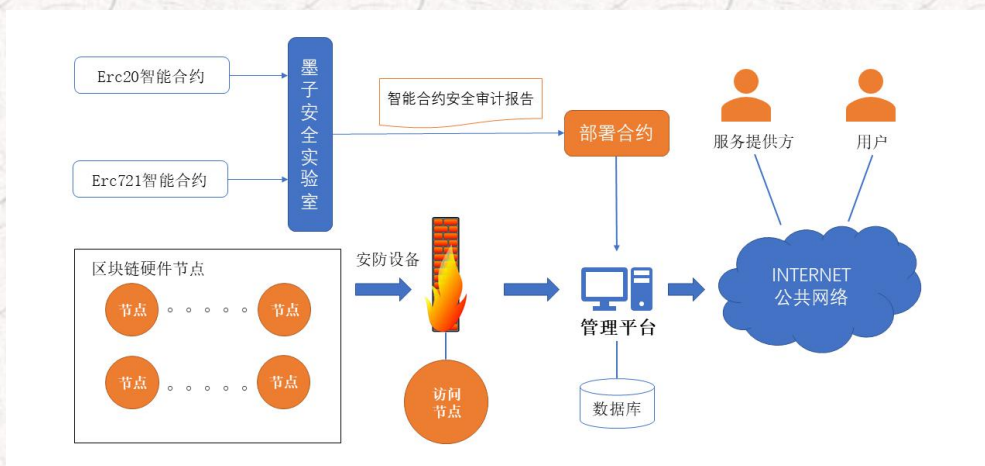 Erc20智能合约
墨子安全实验室
智能合约安全审计报告
部署合约
服务提供方
用户
Erc721智能合约
区块链硬件节点
节点
。。。。。
节点
节点
。。。。。
节点
安防设备
访问
节点
管理平台
数据库
INTERNET
公共网络